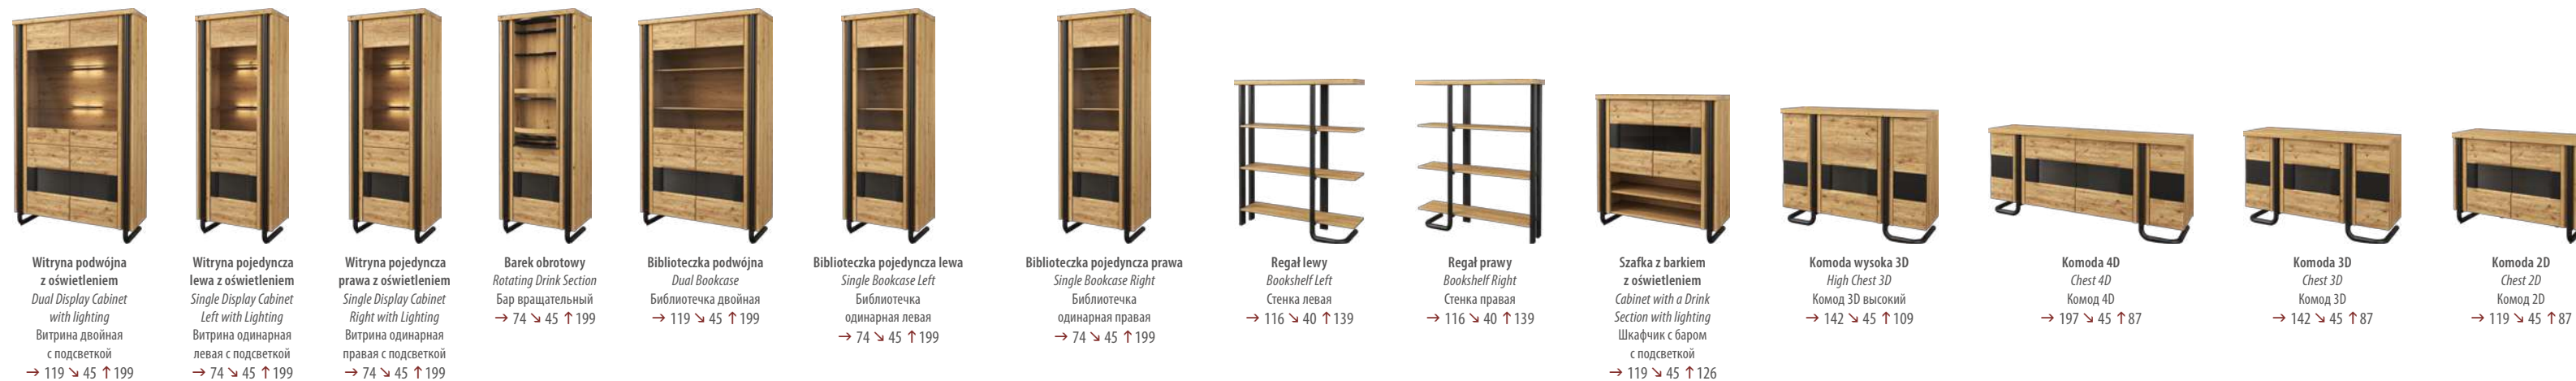 Witryna podwójna
z oświetleniem
Dual Display Cabinet
with lighting
Витрина двойная
с подсветкой
→ 119 ↘ 45 ↑ 199
Witryna pojedyncza
lewa z oświetleniem
Single Display Cabinet
Left with Lighting
Витрина одинарная
левая с подсветкой
→ 74 ↘ 45 ↑ 199
Witryna pojedyncza
prawa z oświetleniem
Single Display Cabinet
Right with Lighting
Витрина одинарная
правая с подсветкой
→ 74 ↘ 45 ↑ 199
Barek obrotowy
Rotating Drink Section
Бар вращательный
→ 74 ↘ 45 ↑ 199
Biblioteczka podwójna
Dual Bookcase
Библиотечка двойная
→ 119 ↘ 45 ↑ 199
Biblioteczka pojedyncza lewa
Single Bookcase Left
Библиотечка
одинарная левая
→ 74 ↘ 45 ↑ 199
Biblioteczka pojedyncza prawa
Single Bookcase Right
Библиотечка
одинарная правая
→ 74 ↘ 45 ↑ 199
Regał lewy
Bookshelf Left
Стенка левая
→ 116 ↘ 40 ↑ 139
Regał prawy
Bookshelf Right
Стенка правая
→ 116 ↘ 40 ↑ 139
Szafka z barkiem
z oświetleniem
Cabinet with a Drink
Section with lighting
Шкафчик с баром
с подсветкой
→ 119 ↘ 45 ↑ 126
Komoda wysoka 3D
High Chest 3D
Комод 3D высокий
→ 142 ↘ 45 ↑ 109
Komoda 4D
Chest 4D
Комод 4D
→ 197 ↘ 45 ↑ 87
Komoda 3D
Chest 3D
Комод 3D
→ 142 ↘ 45 ↑ 87
Komoda 2D
Chest 2D
Комод 2D
→ 119 ↘ 45 ↑ 87